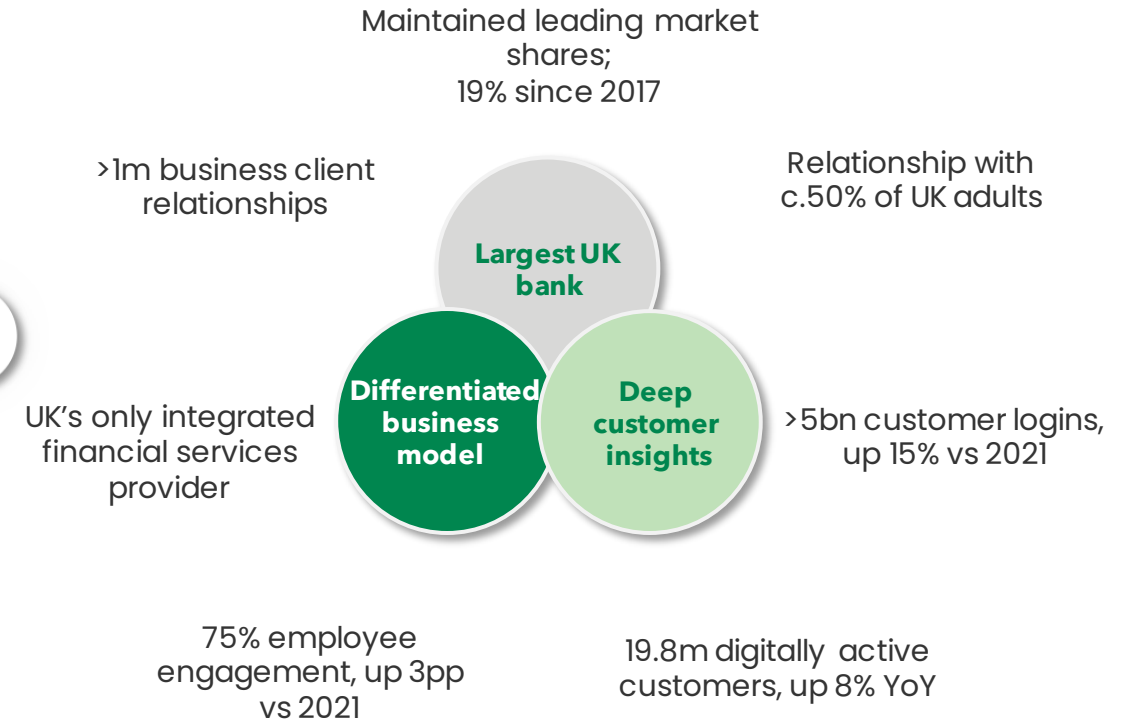 Maintained leading market
shares;
19% since 2017
>1m business client
relationships
Relationship with
c.50% of UK adults
Largest UK
bank
Differentiated
business
model
Deep
customer
insights
UK’s only integrated
financial services
provider
>5bn customer logins,
up 15% vs 2021
75% employee
engagement, up 3pp
vs 2021
19.8m digitally active
customers, up 8% YoY